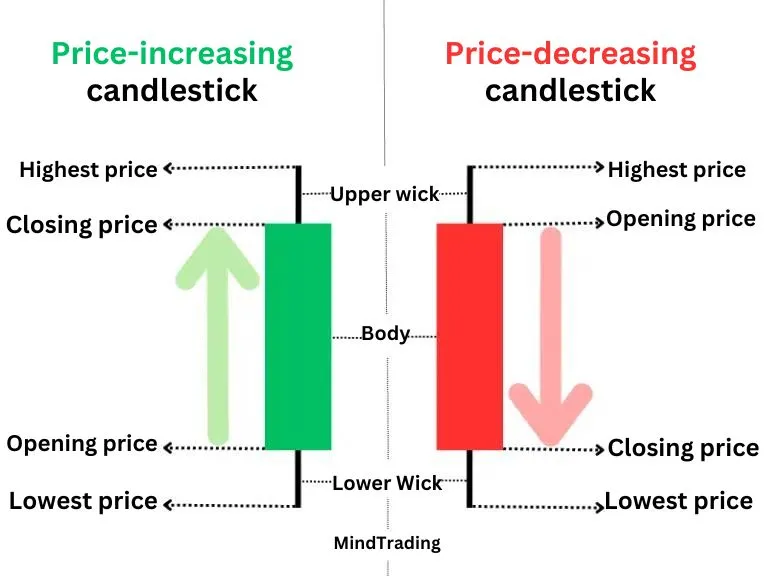 Price-increasing
candlestick
Price-decreasing
candlestick
Highest price
Upper wick
Highest price
Closing price
Opening price
Body
Opening price
Closing price
Lower Wick
Lowest price
Lowest price
MindTrading